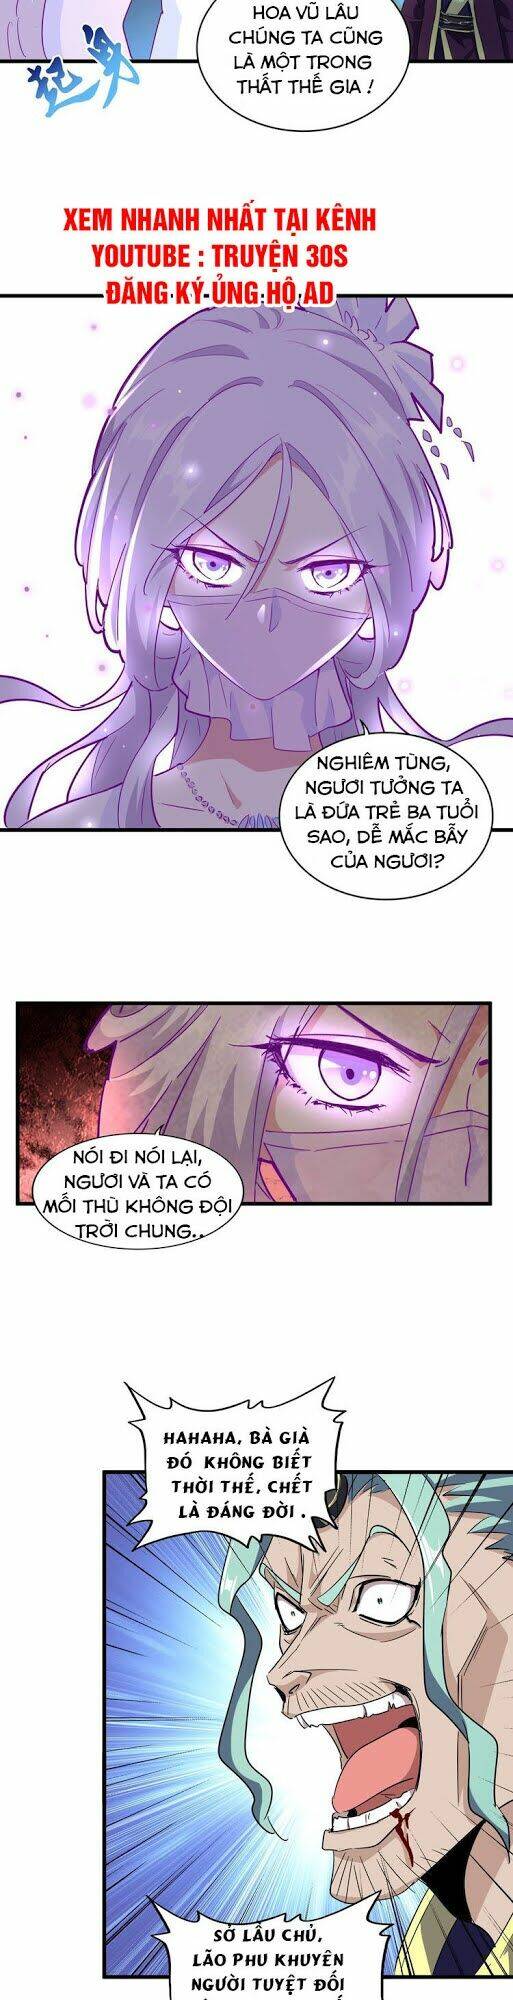 HOA VŨ LÂU
CHÚNG TA CŨNG
LÀ MỘT TRONG
THẤT THẾ GIA !
起身
XEM NHANH NHẤT TẠI KÊNH
YOUTUBE : TRUYỆN 30S
ĐĂNG KÝ ỦNG HỘ AD
NGHIÊM TÙNG,
NGƯƠI TƯỞNG TA
LÀ ĐỨA TRẺ BA TUỔI
SAO, DỄ MẮC BẪY
CỦA NGƯƠI?
NÓI ĐI NÓI LẠI,
NGƯƠI VÀ TA CÓ
MỐI THÙ KHÔNG ĐỘI
TRỜI CHUNG..
HAHAHA, BÀ GIÀ
ĐÓ KHÔNG BIẾT
THỜI THẾ, CHẾT
LÀ ĐÁNG ĐỜI .
SỞ LÂU CHỦ,
LÃO PHU KHUYÊN
NGƯỜI TUYỆT ĐỐI